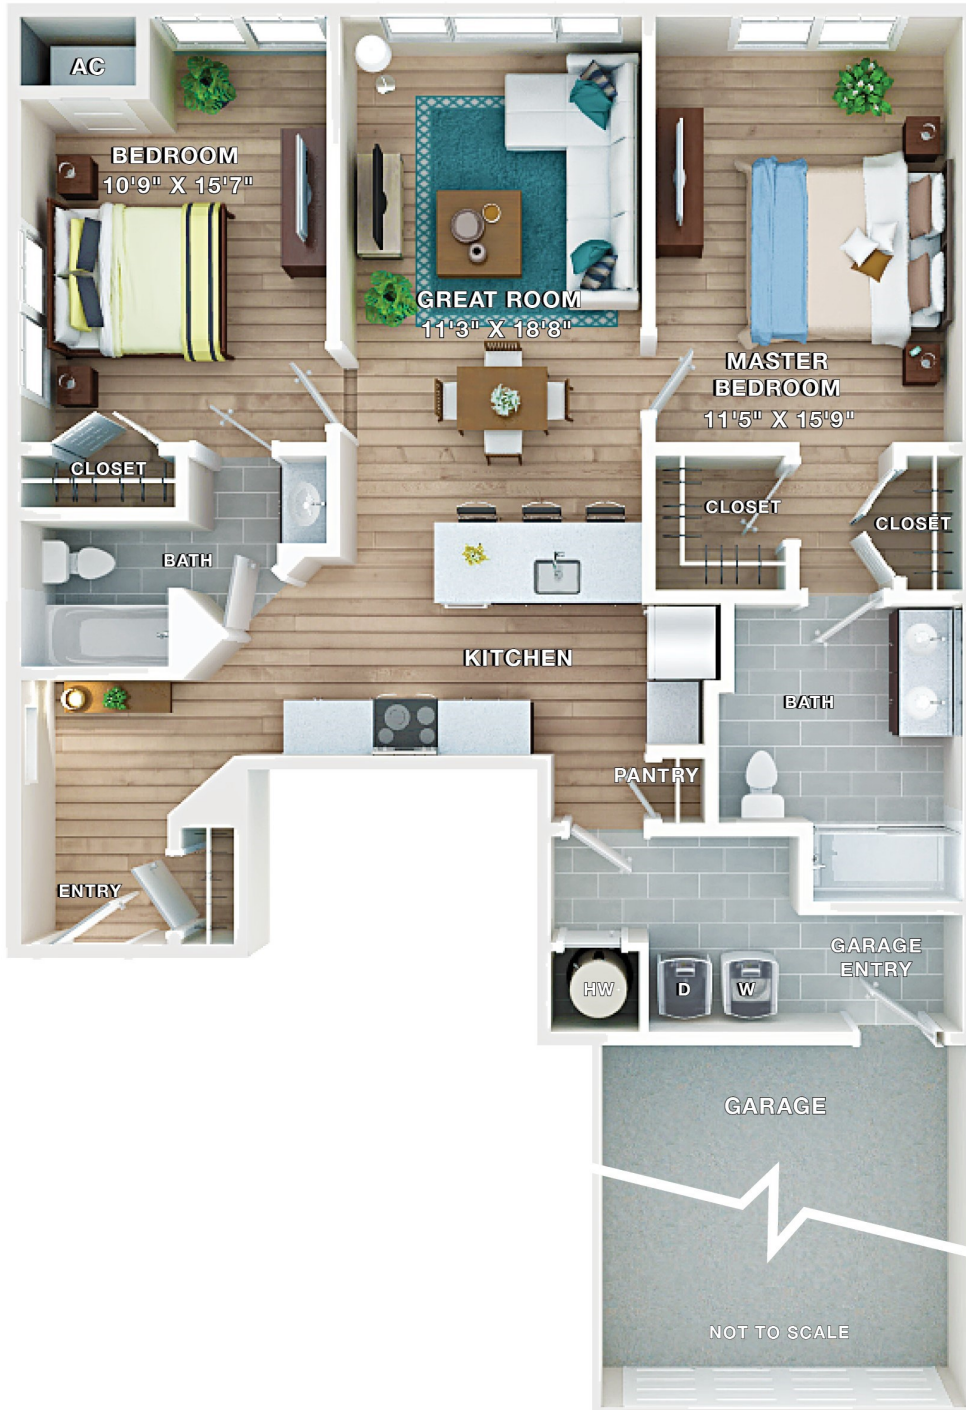 AC
BEDROOM
10'9" X 15'7"
GREAT ROOM
11'3" X 18'8"
MASTER
BEDROOM
11'5" X 15'9"
CLOSET
CLOSET
CLOSET
BATH
KITCHEN
BATH
PANTRY
ENTRY
GARAGE
ENTRY
HW
D
W
GARAGE
NOT TO SCALE